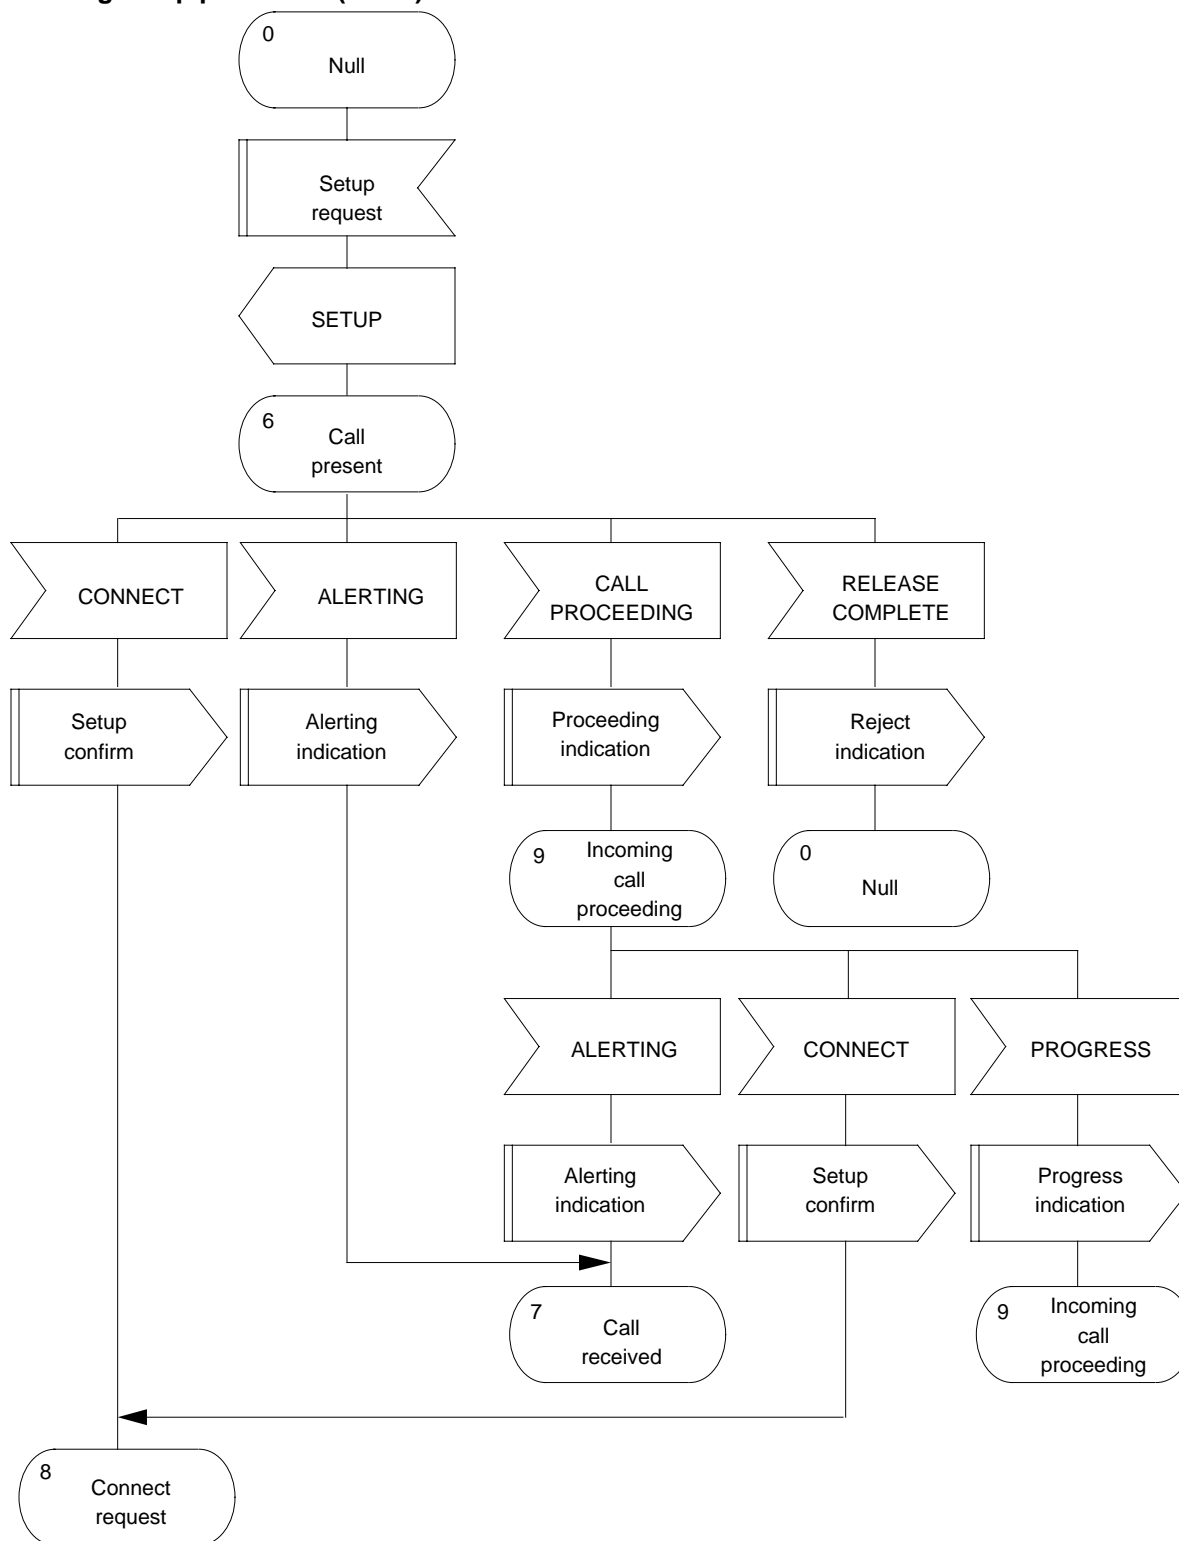 0
Null
Setup
request
SETUP
6
Call
present
CONNECT
ALERTING
CALL
PROCEEDING
RELEASE
COMPLETE
Setup
confirm
Alerting
indication
Proceeding
indication
Reject
indication
9
Incoming
call
proceeding
0
Null
ALERTING
CONNECT
PROGRESS
Alerting
indication
Setup
confirm
Progress
indication
7
Call
received
9
Incoming
call
proceeding
8
Connect
request